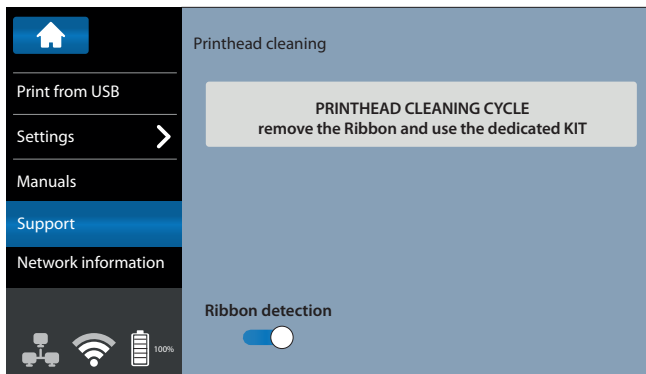 Printhead cleaning
Print from USB
Settings
Manuals
Support
Network information
100%
PRINTHEAD CLEANING CYCLE
remove the Ribbon and use the dedicated KIT
Ribbon detection